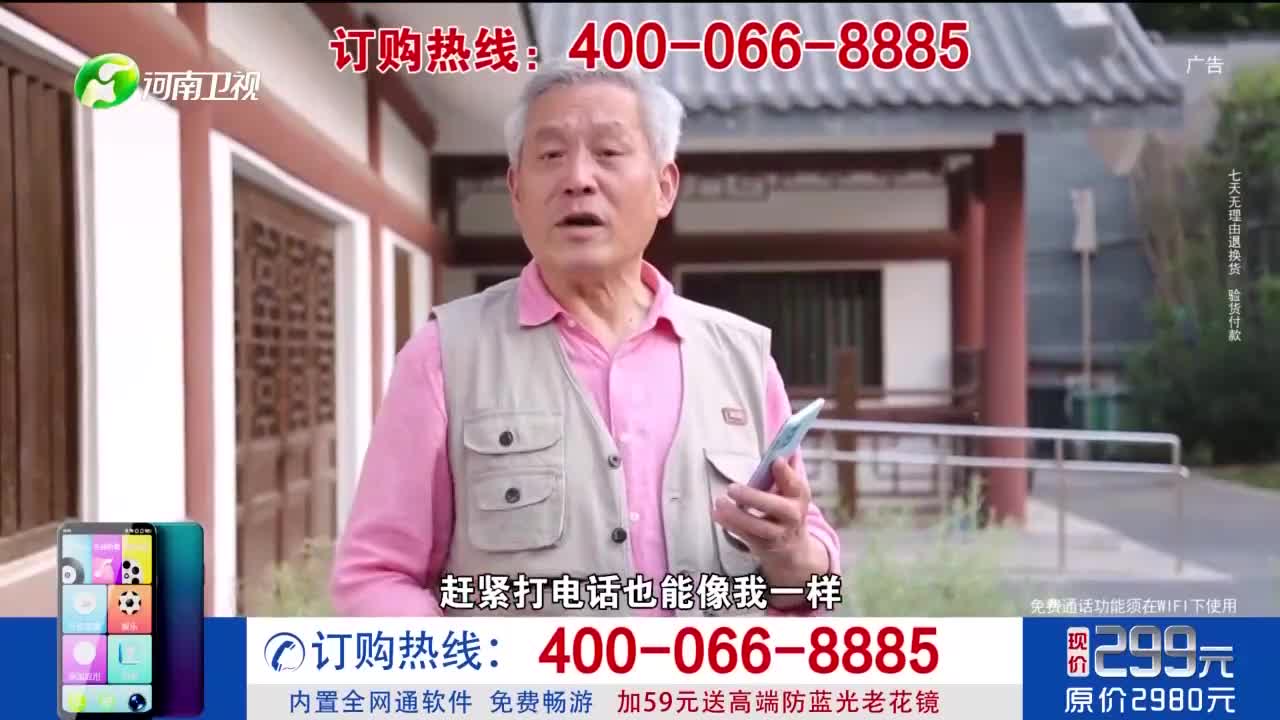 订购热线：400-066-8885
河南卫视
广告
七天无理由退换货 验货付款
赶紧打电话也能像我一样
免费通话功能须在WIFI下使用
订购热线：400-066-8885
现价299元
原价2980元
内置全网通软件 免费畅游 加59元送高端防蓝光老花镜
娱乐